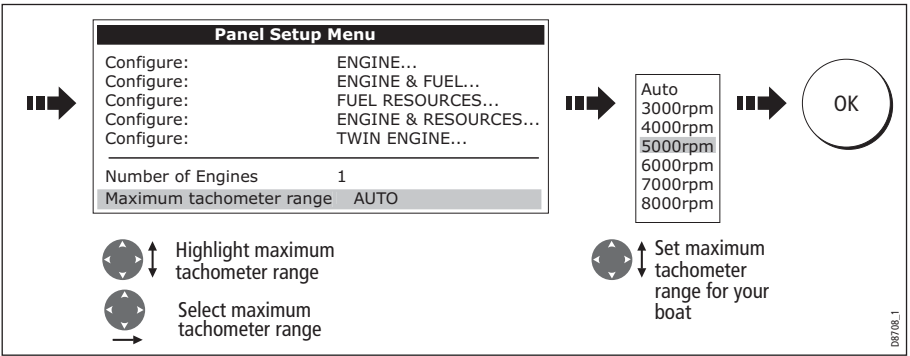 Panel Setup Menu
Configure: ENGINE...
Configure: ENGINE & FUEL...
Configure: FUEL RESOURCES...
Configure: ENGINE & RESOURCES...
Configure: TWIN ENGINE...
Number of Engines 1
Maximum tachometer range AUTO
Highlight maximum
tachometer range
Select maximum
tachometer range
Auto
3000rpm
4000rpm
5000rpm
6000rpm
7000rpm
8000rpm
Set maximum
tachometer
range for your
boat
OK
D8708_1